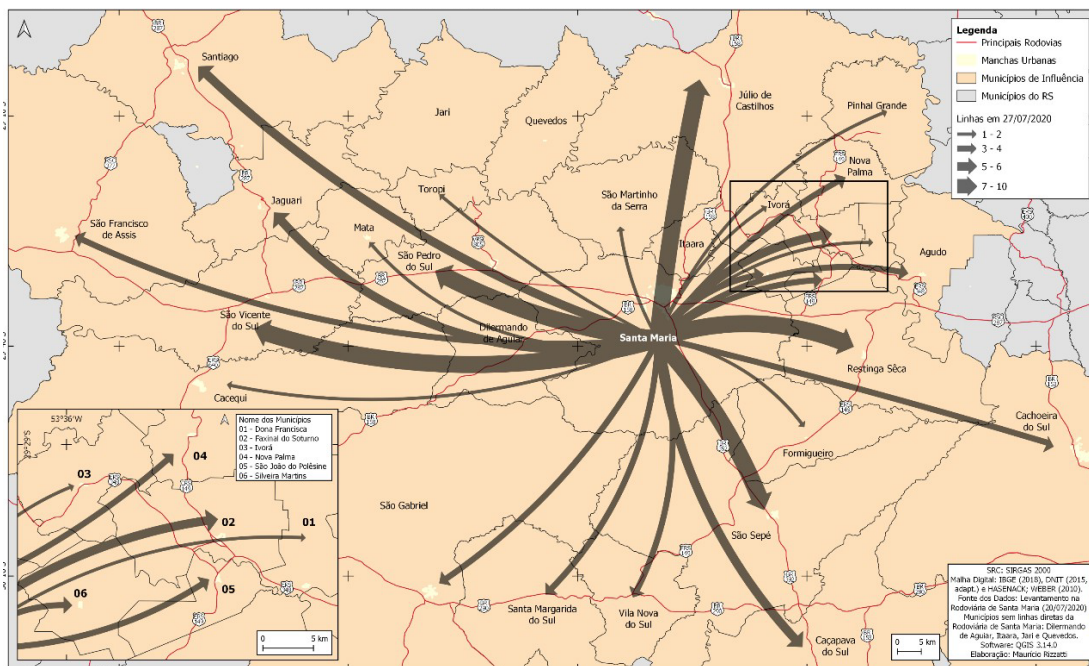 Legenda
Principais Rodovias
Manchas Urbanas
Municípios de Influência
Municípios do RS
Linhas em 27/07/2020
1 - 2
3 - 4
5 - 6
7 - 10
Santiago
Jari
Quevedos
Júlio de
Castilhos
Pinhal Grande
Nova
Palma
Toropi
São Martinho
da Serra
Ivorá
Jaguari
Mata
São Francisco
de Assis
São Pedro
do Sul
Itaara
Agudo
São Vicente
do Sul
Dilermando
de Aguiar
Santa Maria
Restinga Sêca
Cacequi
Cachoeira
do Sul
Formigueiro
São Gabriel
São Sepé
Santa Margarida
do Sul
Vila Nova
do Sul
Caçapava
do Sul
53°36'W
29°29'S
Nome dos Municípios
01 - Dona Francisca
02 - Faxinal do Soturno
03 - Ivorá
04 - Nova Palma
05 - São João do Polêsine
06 - Silveira Martins
03
04
02
01
05
06
0
5 km
0
5 km
SRC: SIRGAS 2000
Malha Digital: IBGE (2018), DNIT (2015,
adapt.) e HASENACK; WEBER (2010).
Fonte dos Dados: Levantamento na
Rodoviária de Santa Maria (20/07/2020)
Municípios sem linhas diretas da
Rodoviária de Santa Maria: Dilermando
de Aguiar, Itaara, Jari e Quevedos.
Software: QGIS 3.14.0
Elaboração: Maurício Rizzatti